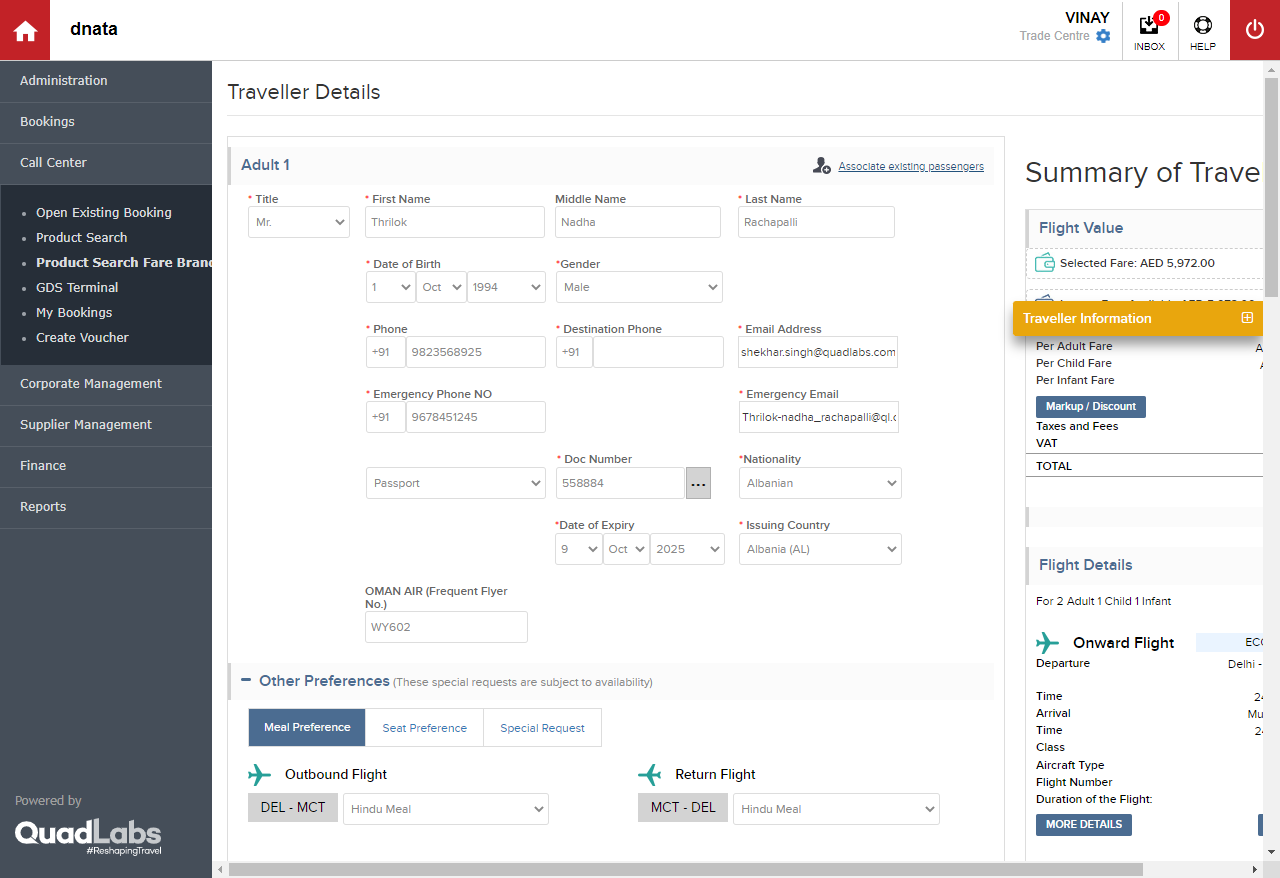 dnata
VINAY
Trade Centre
0
INBOX
HELP
Administration
Bookings
Call Center
Open Existing Booking
Product Search
Product Search Fare Brand
GDS Terminal
My Bookings
Create Voucher
Corporate Management
Supplier Management
Finance
Reports
Powered by
QuadLabs
#ReshapingTravel
Traveller Details
Adult 1
Associate existing passengers
* Title
* First Name
Middle Name
* Last Name
Mr.
Thrilok
Nadha
Rachapalli
* Date of Birth
*Gender
1
Oct
1994
Male
* Phone
* Destination Phone
* Email Address
+91
9823568925
+91
shekhar.singh@quadlabs.com
* Emergency Phone NO
* Emergency Email
+91
9678451245
Thrilok-nadha_rachapalli@ql.c
* Doc Number
*Nationality
Passport
558884
...
Albanian
*Date of Expiry
* Issuing Country
9
Oct
2025
Albania (AL)
OMAN AIR (Frequent Flyer
No.)
WY602
Other Preferences (These special requests are subject to availability)
Meal Preference
Seat Preference
Special Request
Outbound Flight
Return Flight
DEL - MCT
Hindu Meal
MCT - DEL
Hindu Meal
Summary of Trave
Flight Value
Selected Fare: AED 5,972.00
Traveller Information
Per Adult Fare
A
Per Child Fare
Per Infant Fare
Markup / Discount
Taxes and Fees
VAT
TOTAL
Flight Details
For 2 Adult 1 Child 1 Infant
Onward Flight
ECO
Departure
Delhi -
Time
24
Arrival
Mu
Time
24
Class
Aircraft Type
Flight Number
Duration of the Flight:
MORE DETAILS